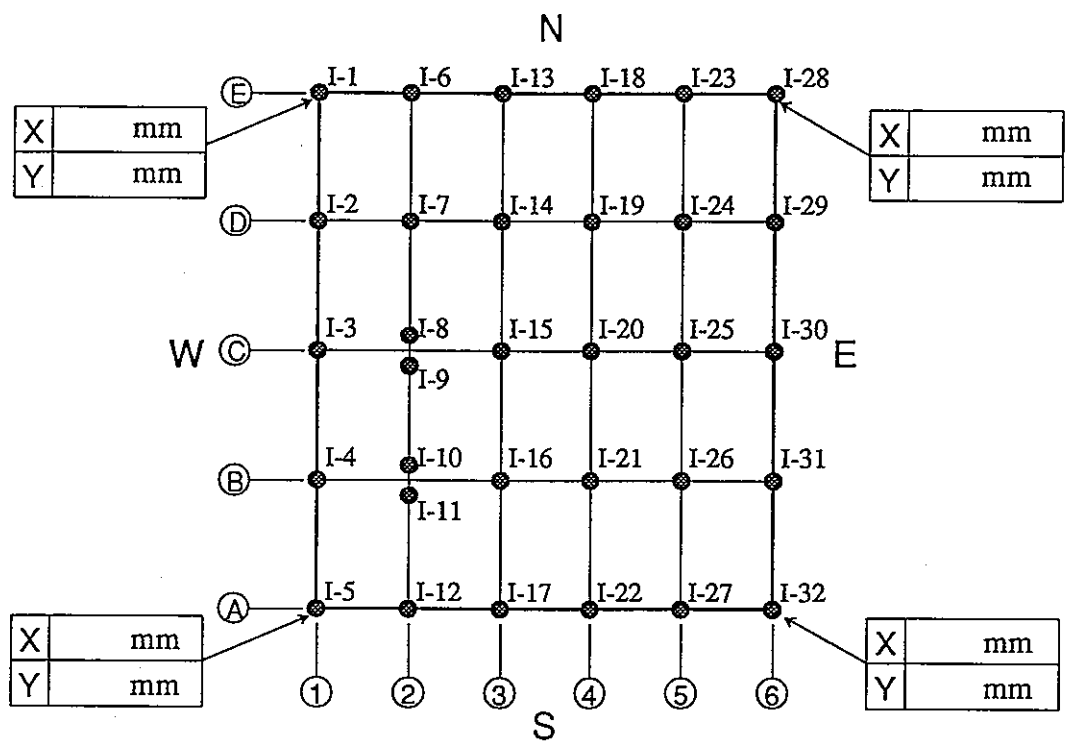 N
I-1 I-6 I-13 I-18 I-23 I-28
E
X mm
Y mm
X mm
Y mm
I-2 I-7 I-14 I-19 I-24 I-29
D
I-3 I-8 I-15 I-20 I-25 I-30
W C E
I-9
I-4 I-10 I-16 I-21 I-26 I-31
B
I-11
I-5 I-12 I-17 I-22 I-27 I-32
A
X mm
Y mm
X mm
Y mm
1 2 3 4 5 6
S